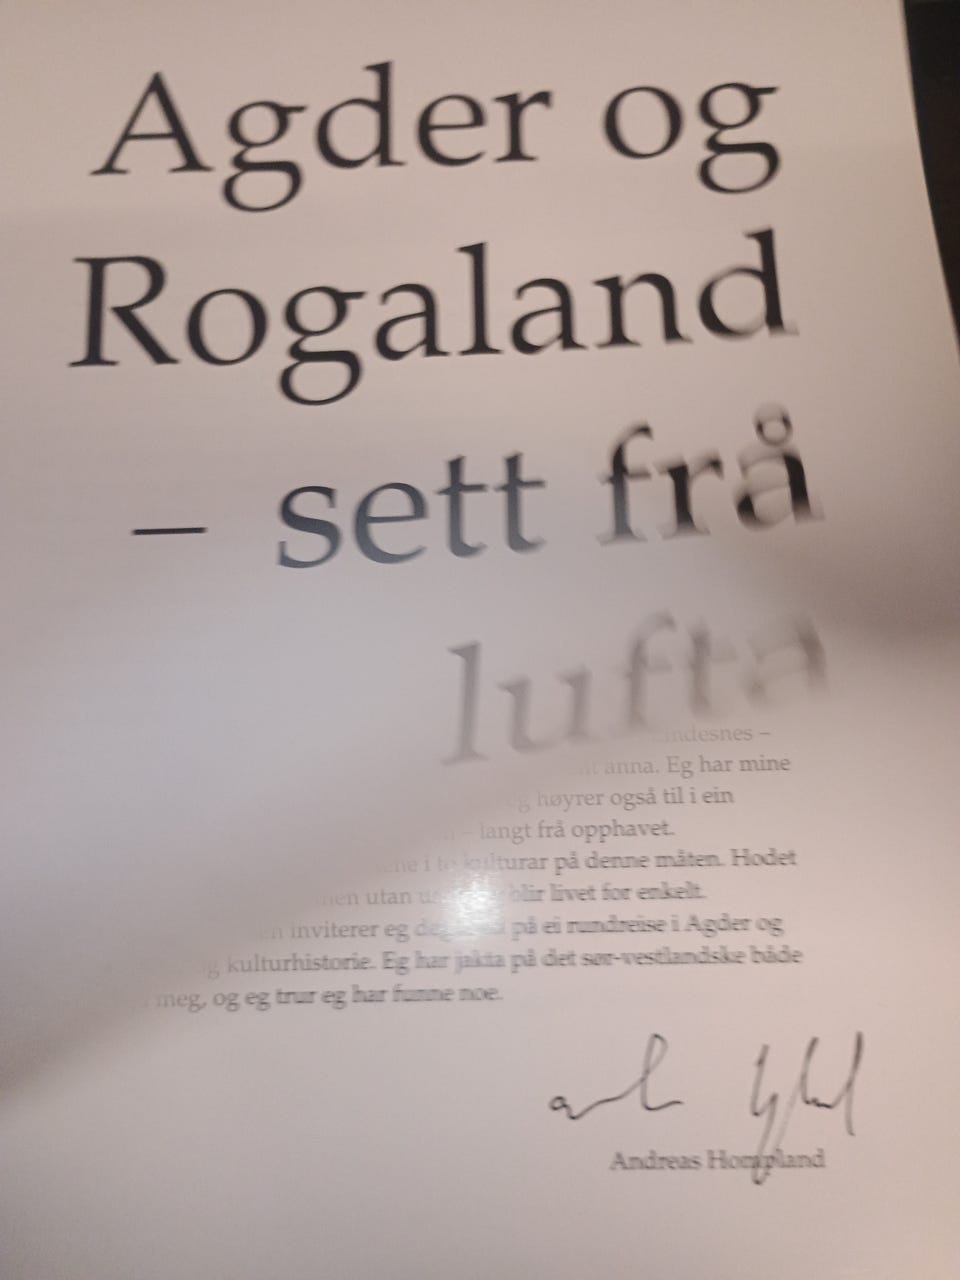 Agder og
Rogaland
– sett frå
lufta
indesnes –
anna. Eg har mine
høyrer også til i ein
– langt frå opphavet.
i to kulturar på denne måten. Hodet
utan blir livet for enkelt.
inviterer eg på ei rundreise i Agder og
kulturhistorie. Eg har jakta på det sør-vestlandske både
meg, og eg trur eg har funne noe.
Andreas Hompland